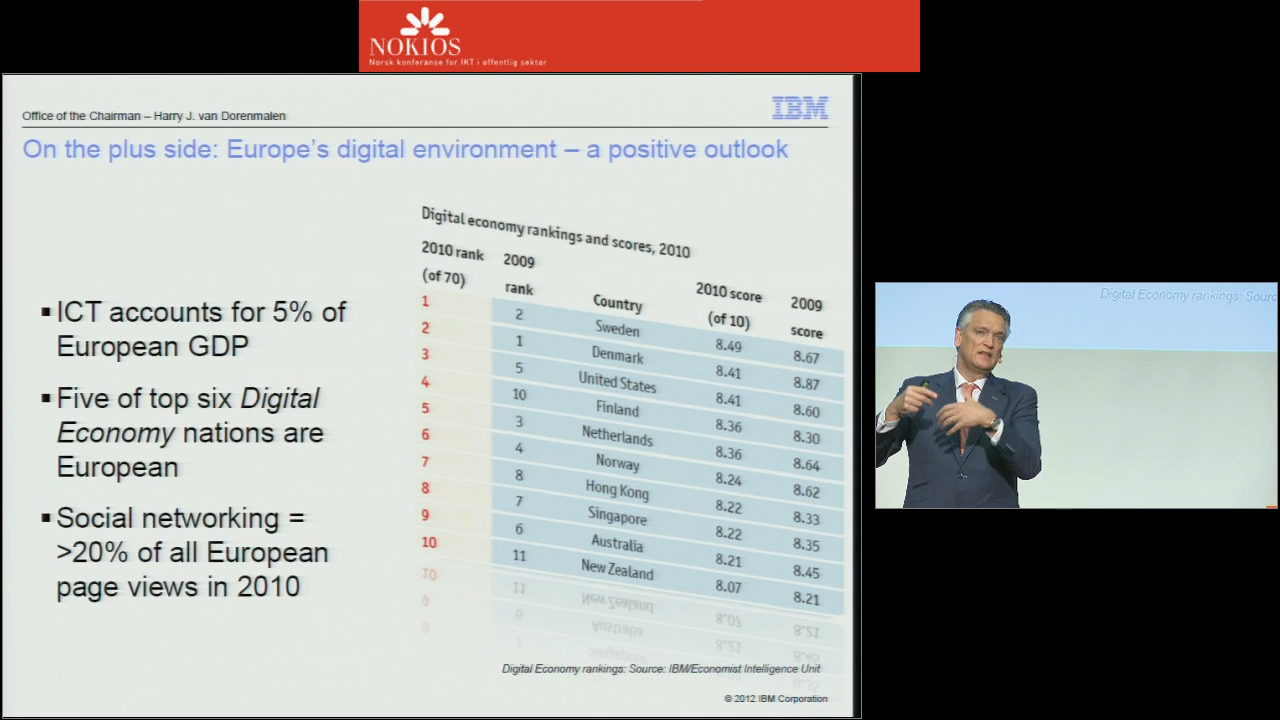 NOKIOS
Norsk konferanse for IKT i offentlig sektor
Office of the Chairman – Harry J. van Dorenmalen
IBM
On the plus side: Europe's digital environment – a positive outlook
▪ ICT accounts for 5% of
European GDP
▪ Five of top six Digital
Economy nations are
European
▪ Social networking =
>20% of all European
page views in 2010
Digital economy rankings and scores, 2010
2010 rank (of 70) 2009 rank Country 2010 score (of 10) 2009 score
1 2 Sweden 8.49 8.67
2 1 Denmark 8.41 8.87
3 5 United States 8.41 8.60
4 10 Finland 8.36 8.30
5 3 Netherlands 8.36 8.64
6 4 Norway 8.24 8.62
7 8 Hong Kong 8.22 8.33
8 7 Singapore 8.22 8.35
9 6 Australia 8.21 8.45
10 11 New Zealand 8.07 8.21
Digital Economy rankings: Source: IBM/Economist Intelligence Unit
© 2012 IBM Corporation
Digital Economy rankings: Sourc